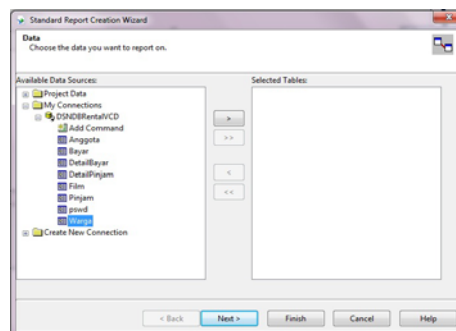 Standard Report Creation Wizard
Data
Choose the data you want to report on.
Available Data Sources:
Selected Tables:
Project Data
My Connections
DSNDBRentalVCD
Add Command
Anggota
Bayar
DetailBayar
DetailPinjam
Film
Pinjam
pswd
Warga
Create New Connection
>
>>
<
<<
< Back
Next >
Finish
Cancel
Help